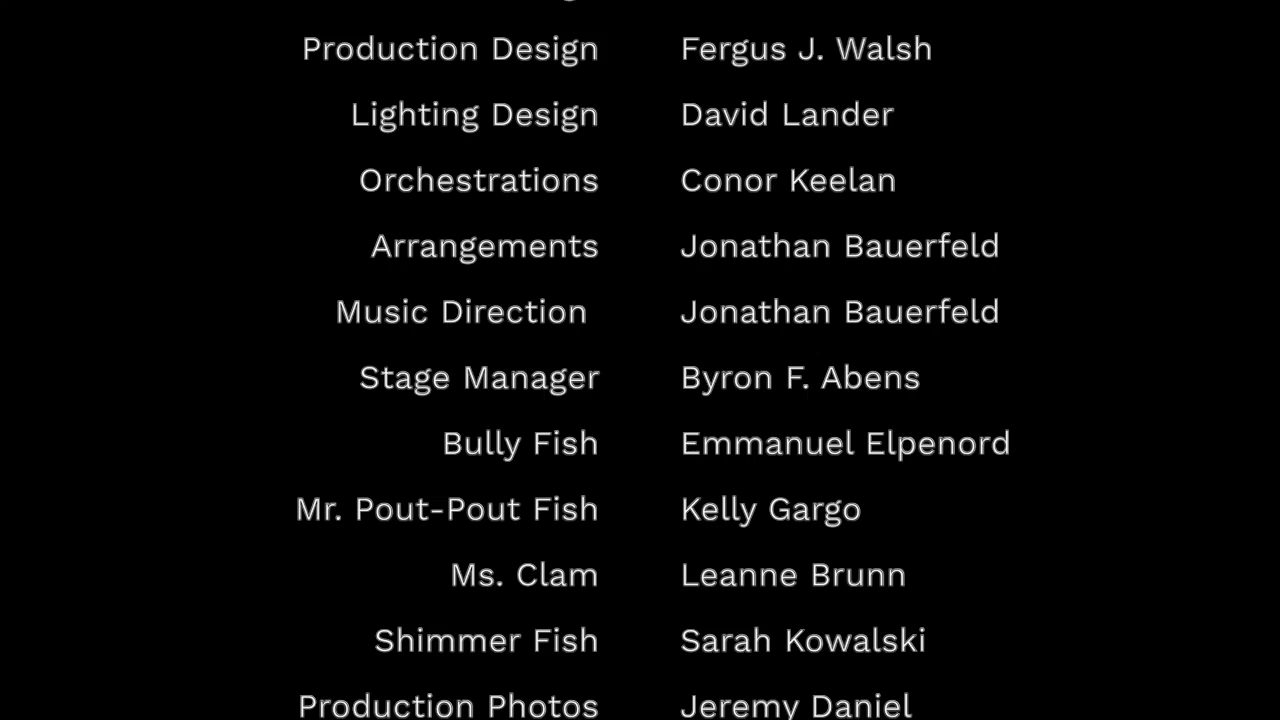 Production Design Fergus J. Walsh
Lighting Design David Lander
Orchestrations Conor Keelan
Arrangements Jonathan Bauerfeld
Music Direction Jonathan Bauerfeld
Stage Manager Byron F. Abens
Bully Fish Emmanuel Elpenord
Mr. Pout-Pout Fish Kelly Gargo
Ms. Clam Leanne Brunn
Shimmer Fish Sarah Kowalski
Production Photos Jeremy Daniel